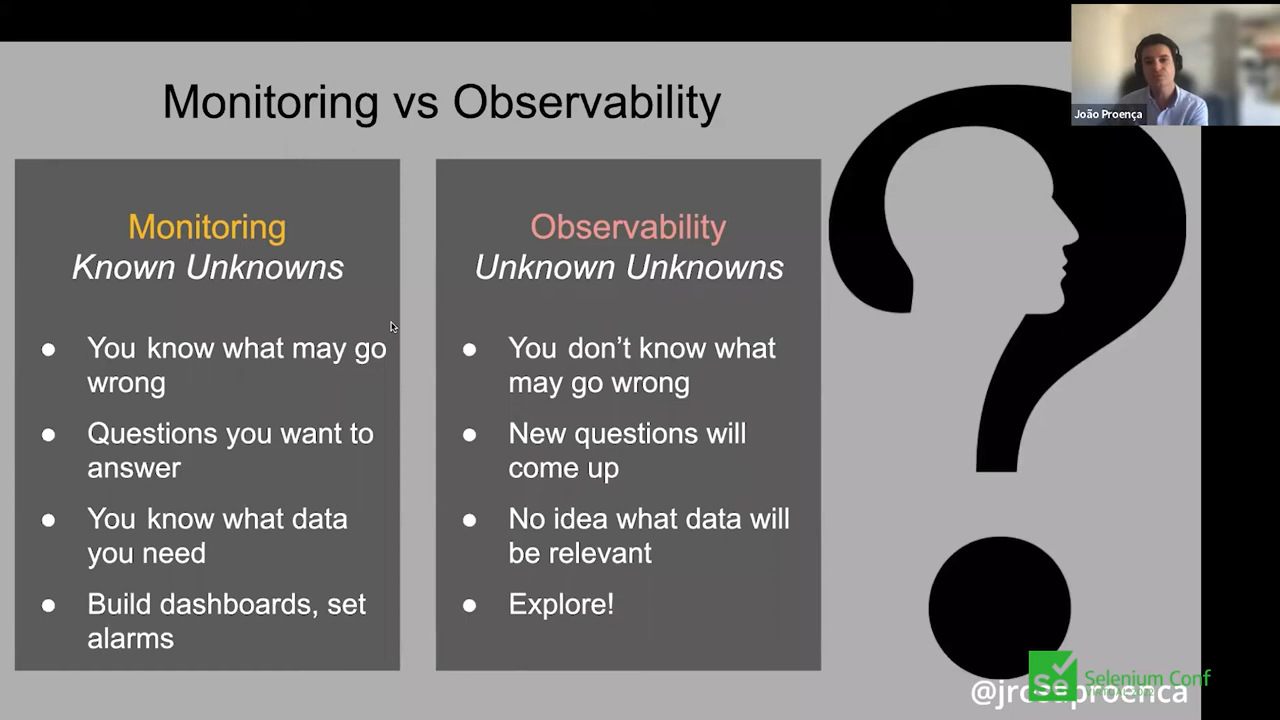 Monitoring vs Observability
João Proença
Monitoring
Known Unknowns
● You know what may go
wrong
● Questions you want to
answer
● You know what data
you need
● Build dashboards, set
alarms
Observability
Unknown Unknowns
● You don't know what
may go wrong
● New questions will
come up
● No idea what data will
be relevant
● Explore!
Se Selenium Conf